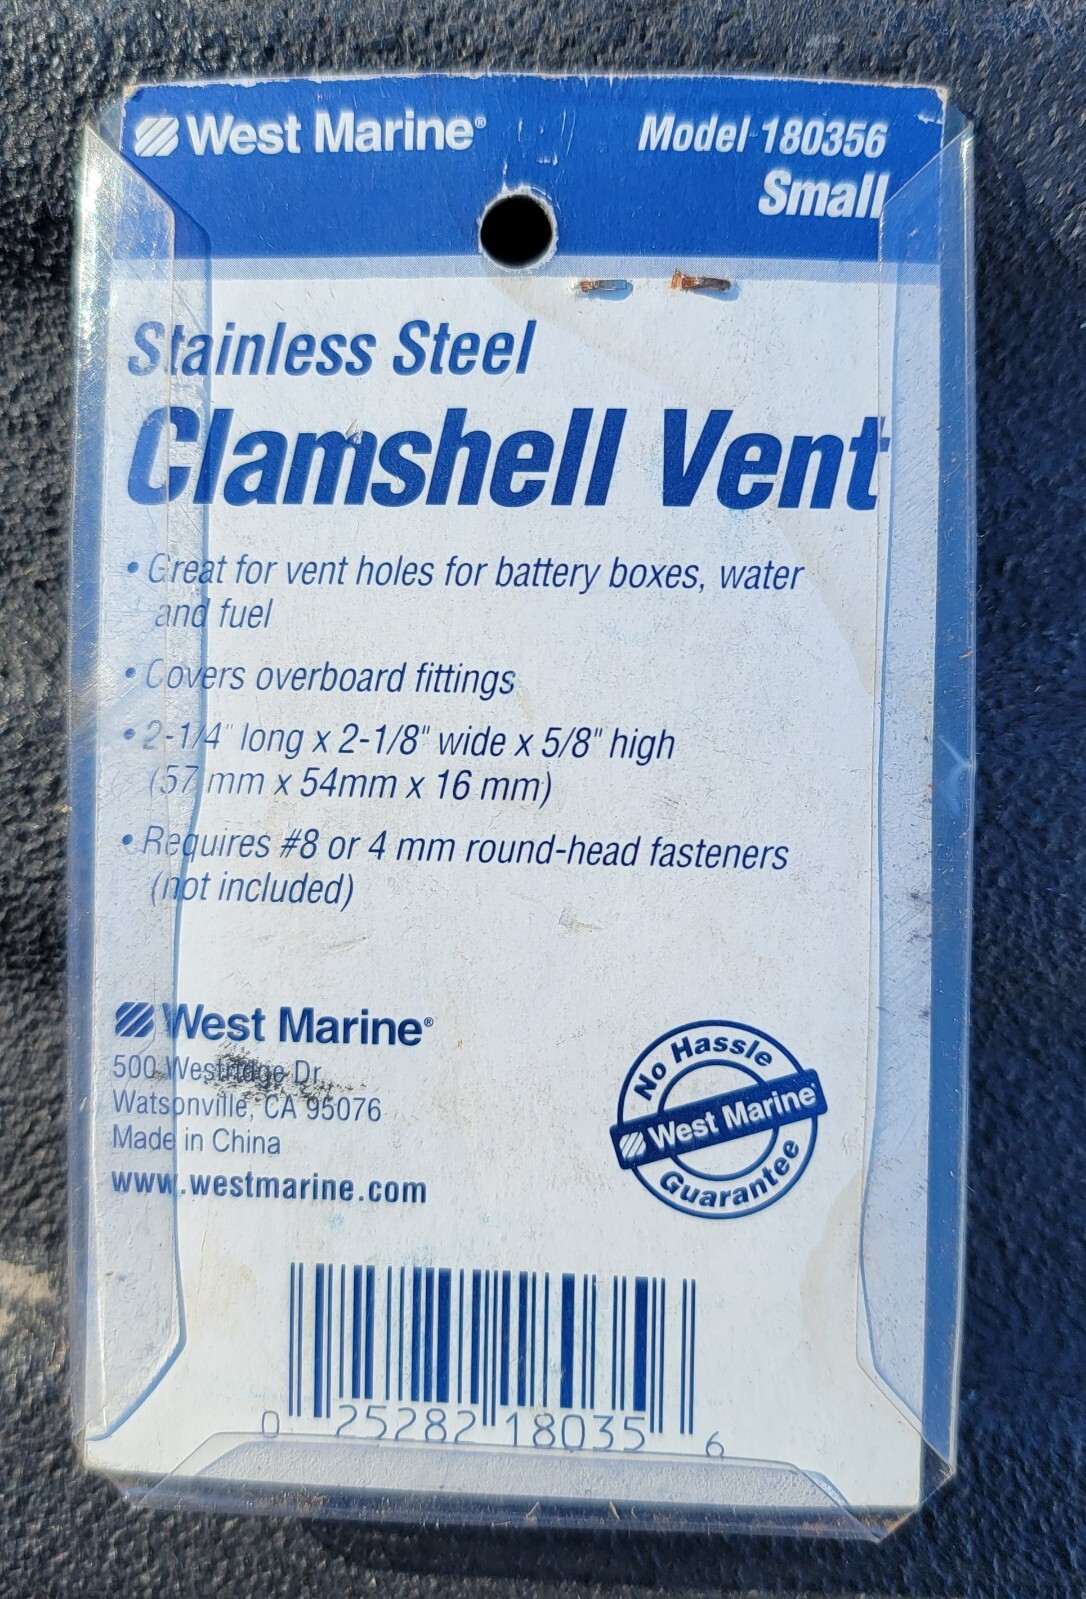 West Marine®
Model 180356
Small
Stainless Steel
Clamshell Vent
• Great for vent holes for battery boxes, water
and fuel
• Covers overboard fittings
• 2-1/4" long x 2-1/8" wide x 5/8" high
(57 mm x 54mm x 16 mm)
• Requires #8 or 4 mm round-head fasteners
(not included)
West Marine®
500 Westridge Dr.
Watsonville, CA 95076
Made in China
www.westmarine.com
No Hassle
West Marine®
Guarantee
0 25282 18035 6